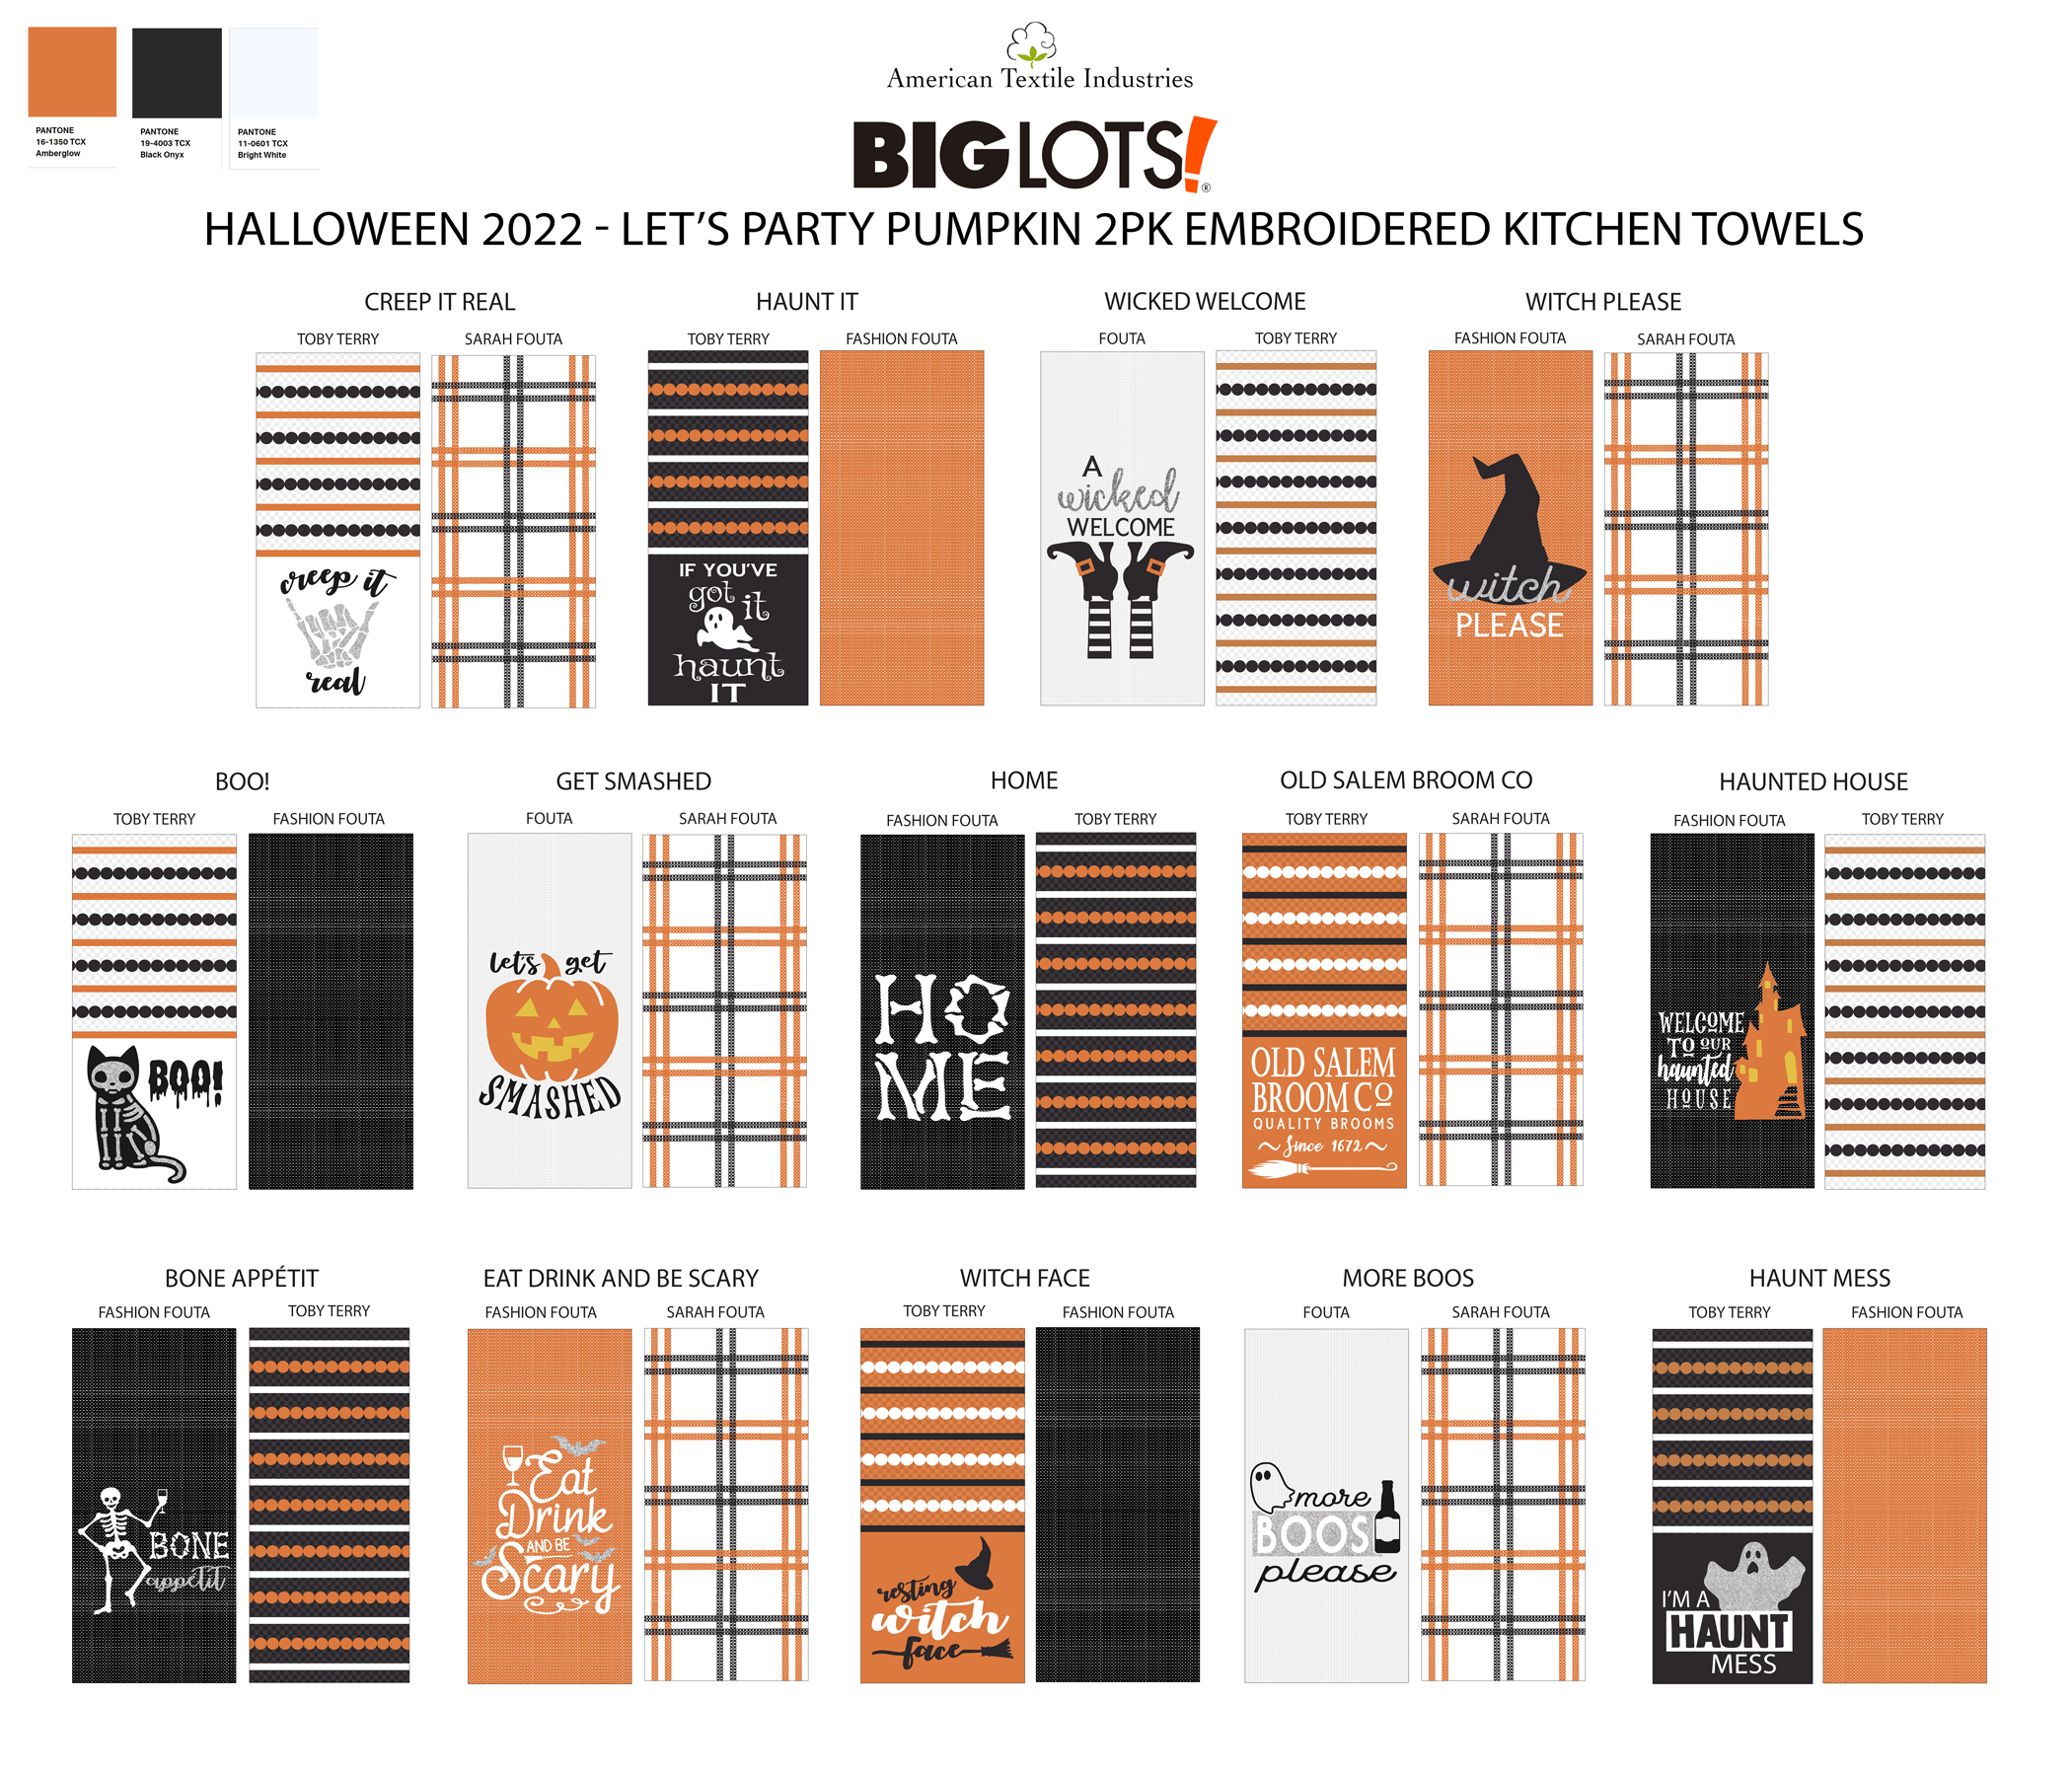 PANTONE
16-1350 TCX
Amberglow
PANTONE
19-4003 TCX
Black Onyx
PANTONE
11-0601 TCX
Bright White
American Textile Industries
BIG LOTS!®
HALLOWEEN 2022 - LET'S PARTY PUMPKIN 2PK EMBROIDERED KITCHEN TOWELS
CREEP IT REAL
TOBY TERRY
SARAH FOUTA
creep it
real
HAUNT IT
TOBY TERRY
FASHION FOUTA
IF YOU'VE
got it
haunt
IT
WICKED WELCOME
FOUTA
TOBY TERRY
A
wicked
WELCOME
WITCH PLEASE
FASHION FOUTA
SARAH FOUTA
witch
PLEASE
BOO!
TOBY TERRY
FASHION FOUTA
BOO!
GET SMASHED
FOUTA
SARAH FOUTA
let's get
SMASHED
HOME
FASHION FOUTA
TOBY TERRY
HO
ME
OLD SALEM BROOM CO
TOBY TERRY
SARAH FOUTA
OLD SALEM
BROOM CO
QUALITY BROOMS
~ Since 1672 ~
HAUNTED HOUSE
FASHION FOUTA
TOBY TERRY
WELCOME
TO OUR
haunted
HOUSE
BONE APPÉTIT
FASHION FOUTA
TOBY TERRY
BONE
appétit
EAT DRINK AND BE SCARY
FASHION FOUTA
SARAH FOUTA
Eat
Drink
AND BE
Scary
WITCH FACE
TOBY TERRY
FASHION FOUTA
resting
witch
face
MORE BOOS
FOUTA
SARAH FOUTA
more
BOOS
please
HAUNT MESS
TOBY TERRY
FASHION FOUTA
I'M A
HAUNT
MESS